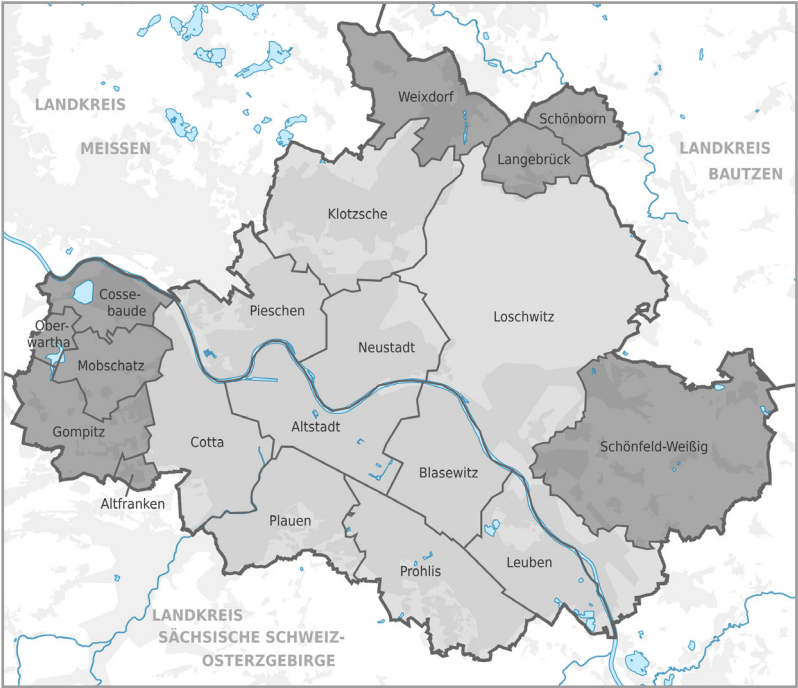 LANDKREIS
MEISSEN
Weixdorf
Schönborn
Langebrück
LANDKREIS
BAUTZEN
Klotzsche
Cosse-
baude
Pieschen
Loschwitz
Ober-
wartha
Mobschatz
Neustadt
Gompitz
Cotta
Altstadt
Schönfeld-Weißig
Blasewitz
Altfranken
Plauen
Prohlis
Leuben
LANDKREIS
SÄCHSISCHE SCHWEIZ-
OSTERZGEBIRGE